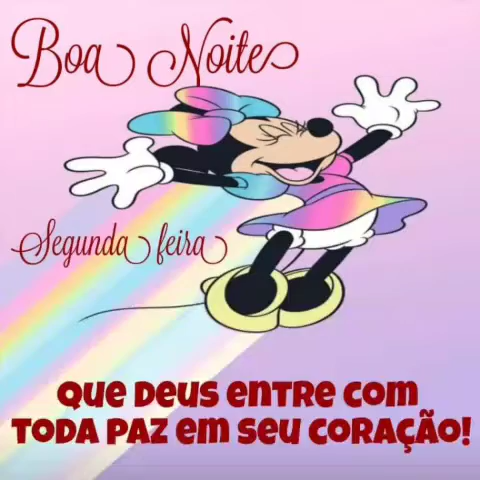 Boa Noite
Segunda feira
Que Deus entre com
toda paz em seu coração!